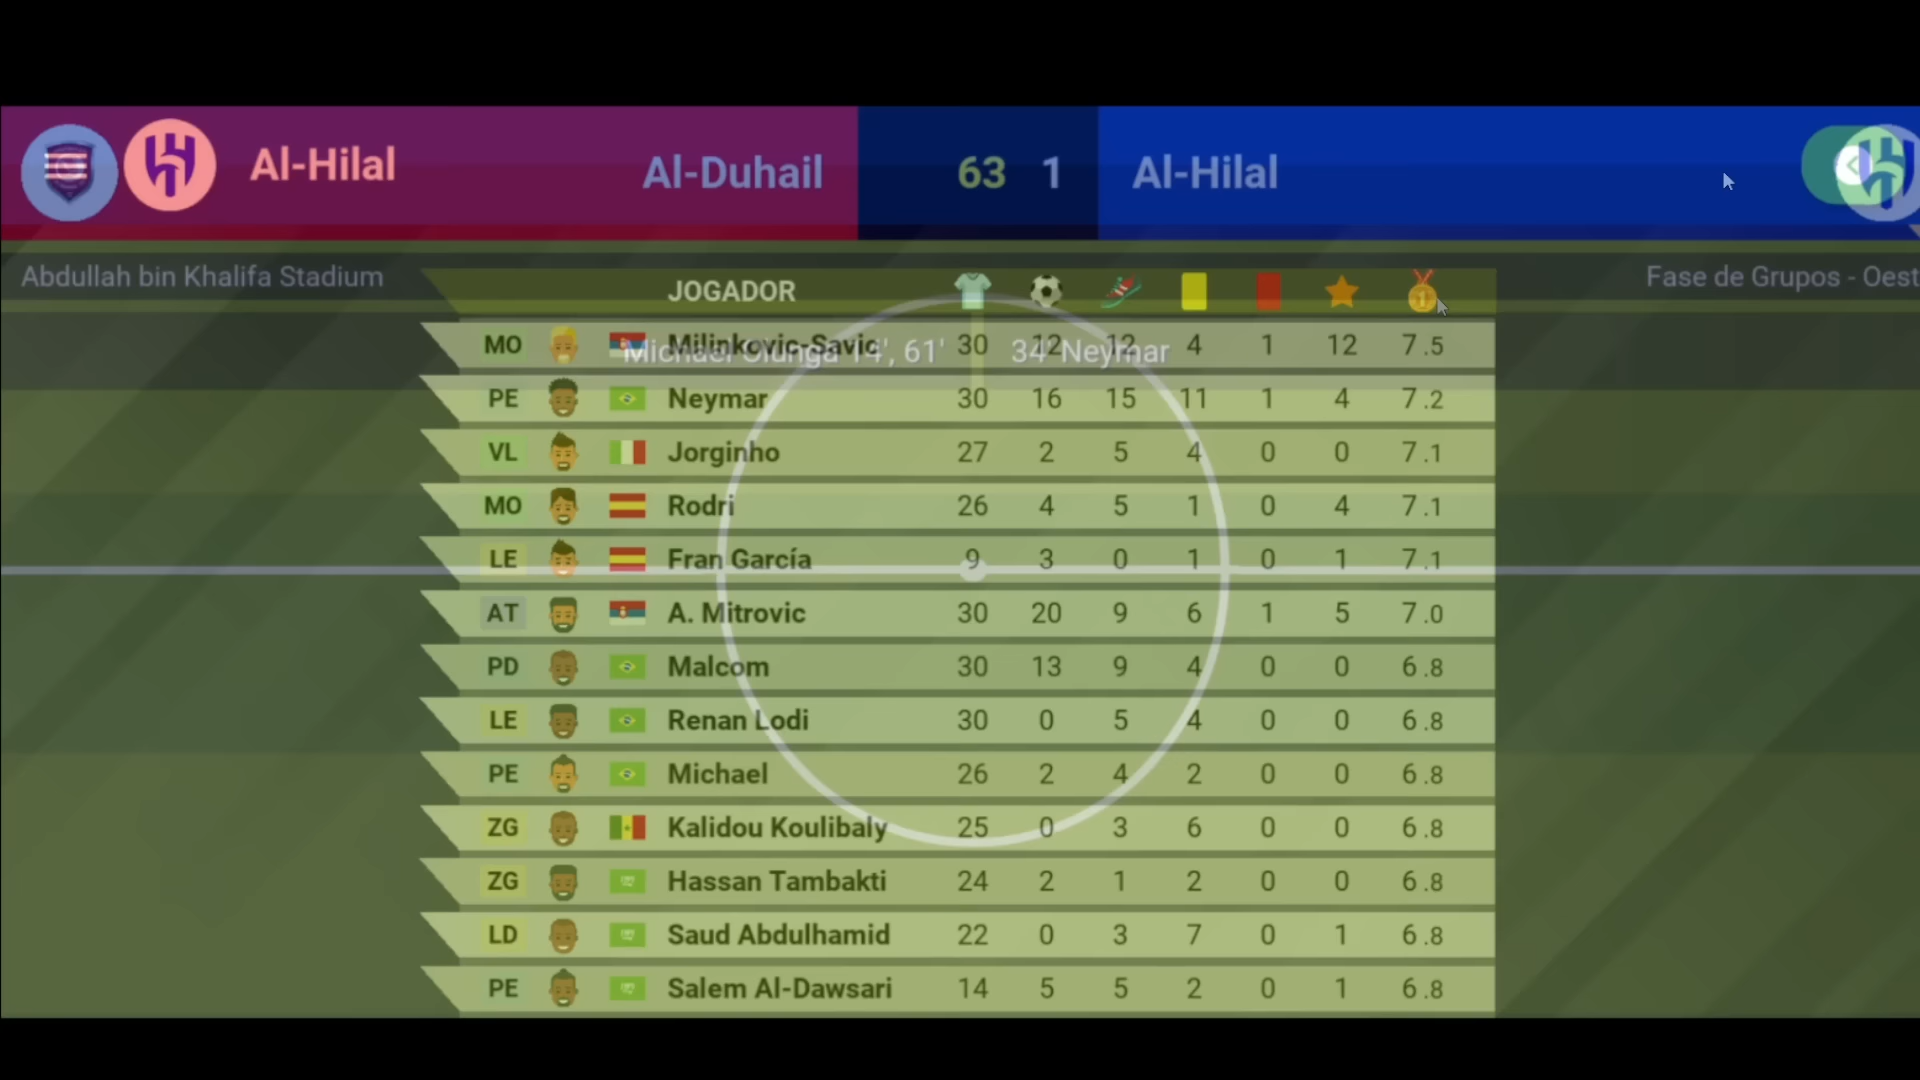 Al-Hilal
Al-Duhail 63 1 Al-Hilal
Abdullah bin Khalifa Stadium
Fase de Grupos - Oest
JOGADOR
MO Milinkovic-Savic 30 12 12 4 1 12 7.5
Michael Olunga 14', 61' 34' Neymar
PE Neymar 30 16 15 11 1 4 7.2
VL Jorginho 27 2 5 4 0 0 7.1
MO Rodri 26 4 5 1 0 4 7.1
LE Fran García 9 3 0 1 0 1 7.1
AT A. Mitrovic 30 20 9 6 1 5 7.0
PD Malcom 30 13 9 4 0 0 6.8
LE Renan Lodi 30 0 5 4 0 0 6.8
PE Michael 26 2 4 2 0 0 6.8
ZG Kalidou Koulibaly 25 0 3 6 0 0 6.8
ZG Hassan Tambakti 24 2 1 2 0 0 6.8
LD Saud Abdulhamid 22 0 3 7 0 1 6.8
PE Salem Al-Dawsari 14 5 5 2 0 1 6.8